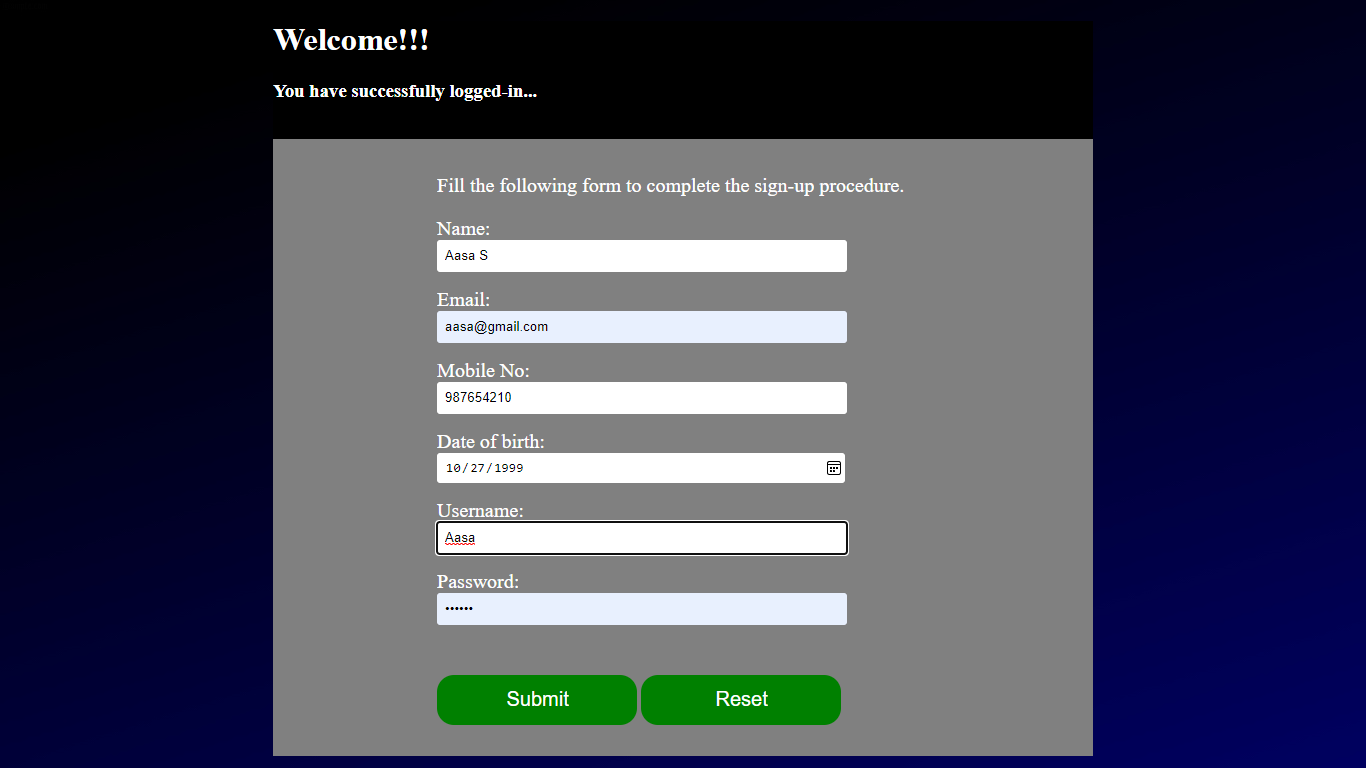 Welcome!!!
You have successfully logged-in...
Fill the following form to complete the sign-up procedure.
Name:
Aasa S
Email:
aasa@gmail.com
Mobile No:
987654210
Date of birth:
10/27/1999
Username:
Aasa
Password:
••••••
Submit Reset